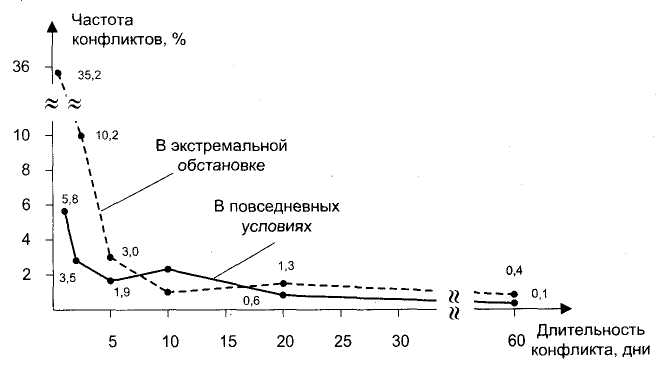 Частота
конфликтов, %
36
35,2
10
10,2
В экстремальной
обстановке
8
6
5,8
В повседневных
условиях
4
3,0
3,5
2
1,9
1,3
0,6
0,4
0,1
5
10
15
20
25
30
60
Длительность
конфликта, дни